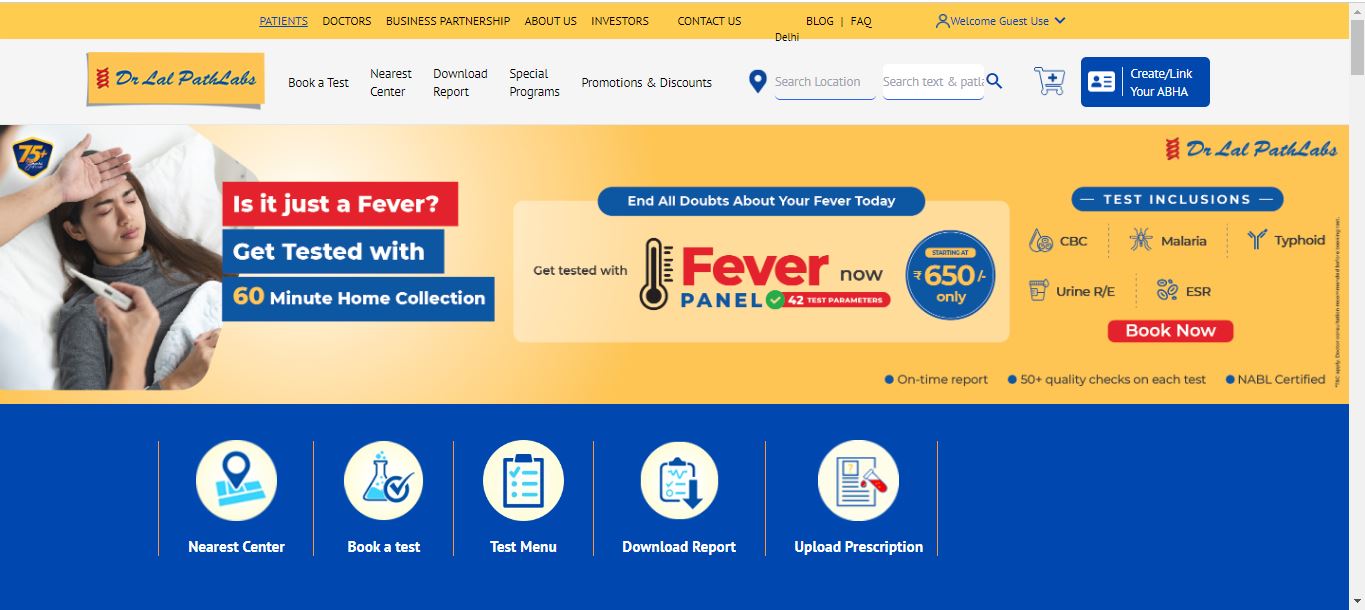 PATIENTS DOCTORS BUSINESS PARTNERSHIP ABOUT US INVESTORS CONTACT US BLOG | FAQ Welcome Guest Use
Delhi
Dr Lal PathLabs
Book a Test
Nearest
Center
Download
Report
Special
Programs
Promotions & Discounts
Search Location
Search text & patl
Create/Link
Your ABHA
75+
Dr Lal PathLabs
Is it just a Fever?
Get Tested with
60 Minute Home Collection
End All Doubts About Your Fever Today
Get tested with
Fever
PANEL
42 TEST PARAMETERS
now
STARTING AT
₹650/-
only
— TEST INCLUSIONS —
CBC
Malaria
Typhoid
Urine R/E
ESR
Book Now
On-time report
50+ quality checks on each test
NABL Certified
Nearest Center
Book a test
Test Menu
Download Report
Upload Prescription